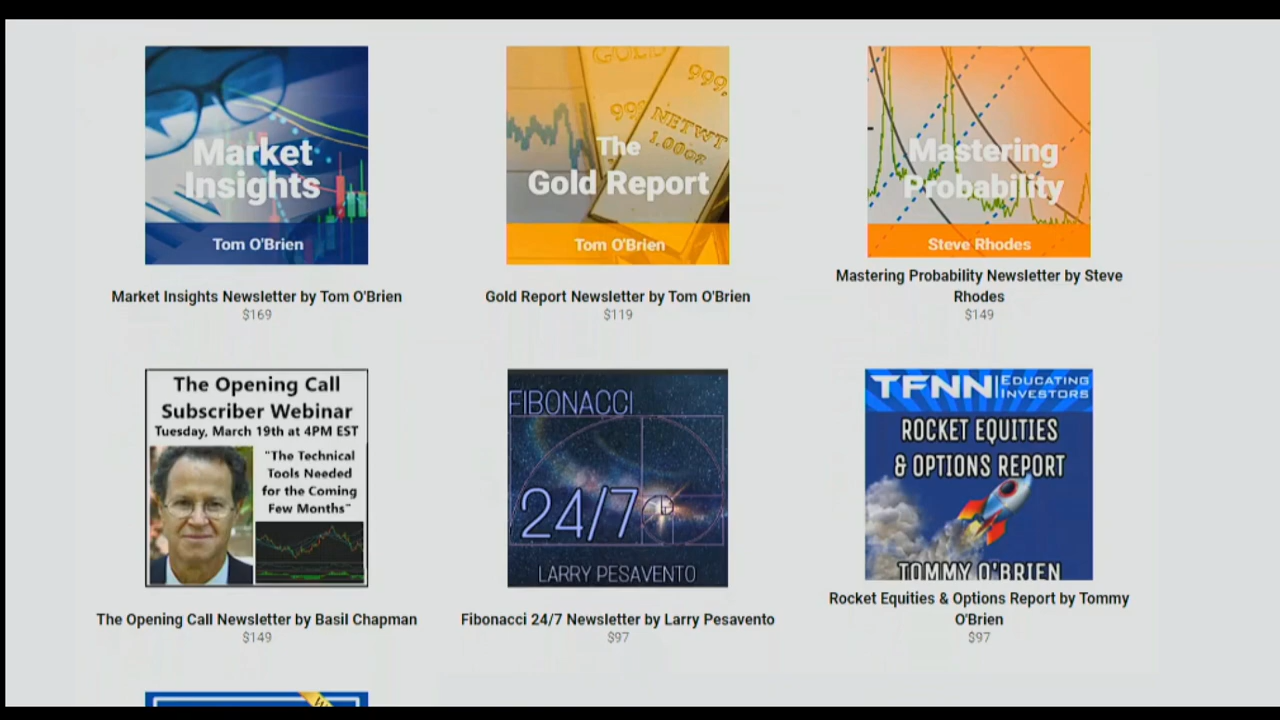 Market
Insights
Tom O'Brien
Market Insights Newsletter by Tom O'Brien
$169
GOLD
999.
999
NETWT
1.00oz
The
Gold Report
Tom O'Brien
Gold Report Newsletter by Tom O'Brien
$119
Mastering
Probability
Steve Rhodes
Mastering Probability Newsletter by Steve
Rhodes
$149
The Opening Call
Subscriber Webinar
Tuesday, March 19th at 4PM EST
"The Technical
Tools Needed
for the Coming
Few Months"
The Opening Call Newsletter by Basil Chapman
$149
FIBONACCI
24/7
LARRY PESAVENTO
Fibonacci 24/7 Newsletter by Larry Pesavento
$97
TFNN EDUCATING
INVESTORS
ROCKET EQUITIES
& OPTIONS REPORT
TOMMY O'BRIEN
Rocket Equities & Options Report by Tommy
O'Brien
$97